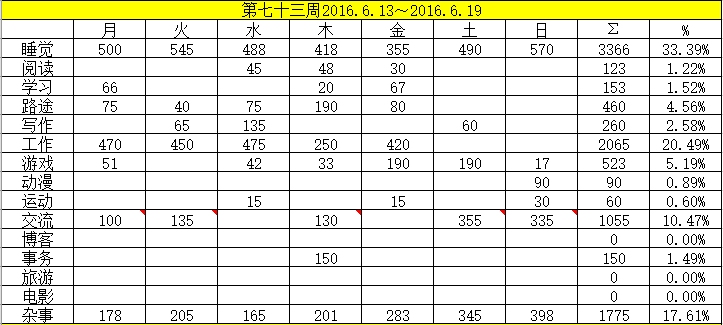 第七十三周2016.6.13～2016.6.19
月 火 水 木 金 土 日 Σ %
睡觉 500 545 488 418 355 490 570 3366 33.39%
阅读 45 48 30 123 1.22%
学习 66 20 67 153 1.52%
路途 75 40 75 190 80 460 4.56%
写作 65 135 60 260 2.58%
工作 470 450 475 250 420 2065 20.49%
游戏 51 42 33 190 190 17 523 5.19%
动漫 90 90 0.89%
运动 15 15 30 60 0.60%
交流 100 135 130 355 335 1055 10.47%
博客 0 0.00%
事务 150 150 1.49%
旅游 0 0.00%
电影 0 0.00%
杂事 178 205 165 201 283 345 398 1775 17.61%